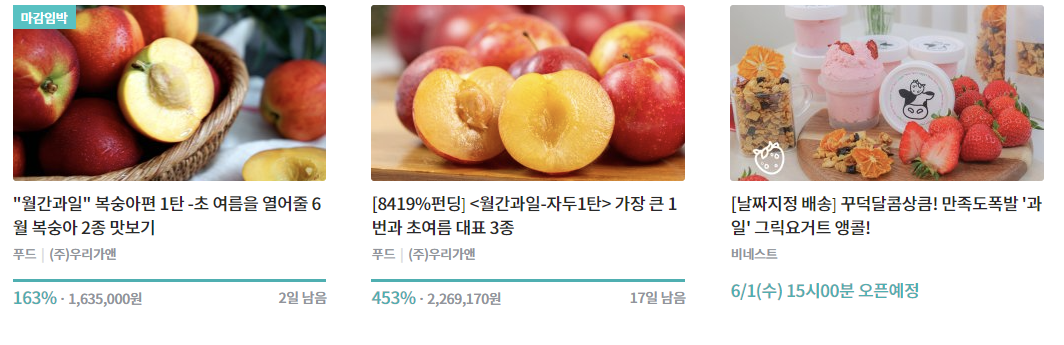 마감임박
"월간과일" 복숭아편 1탄 -초 여름을 열어줄 6
월 복숭아 2종 맛보기
푸드 | (주)우리가앤
163% · 1,635,000원
2일 남음
[8419%펀딩] <월간과일-자두1탄> 가장 큰 1
번과 초여름 대표 3종
푸드 | (주)우리가앤
453% · 2,269,170원
17일 남음
[날짜지정 배송] 꾸덕달콤상큼! 만족도폭발 '과
일' 그릭요거트 앵콜!
비네스트
6/1(수) 15시00분 오픈예정